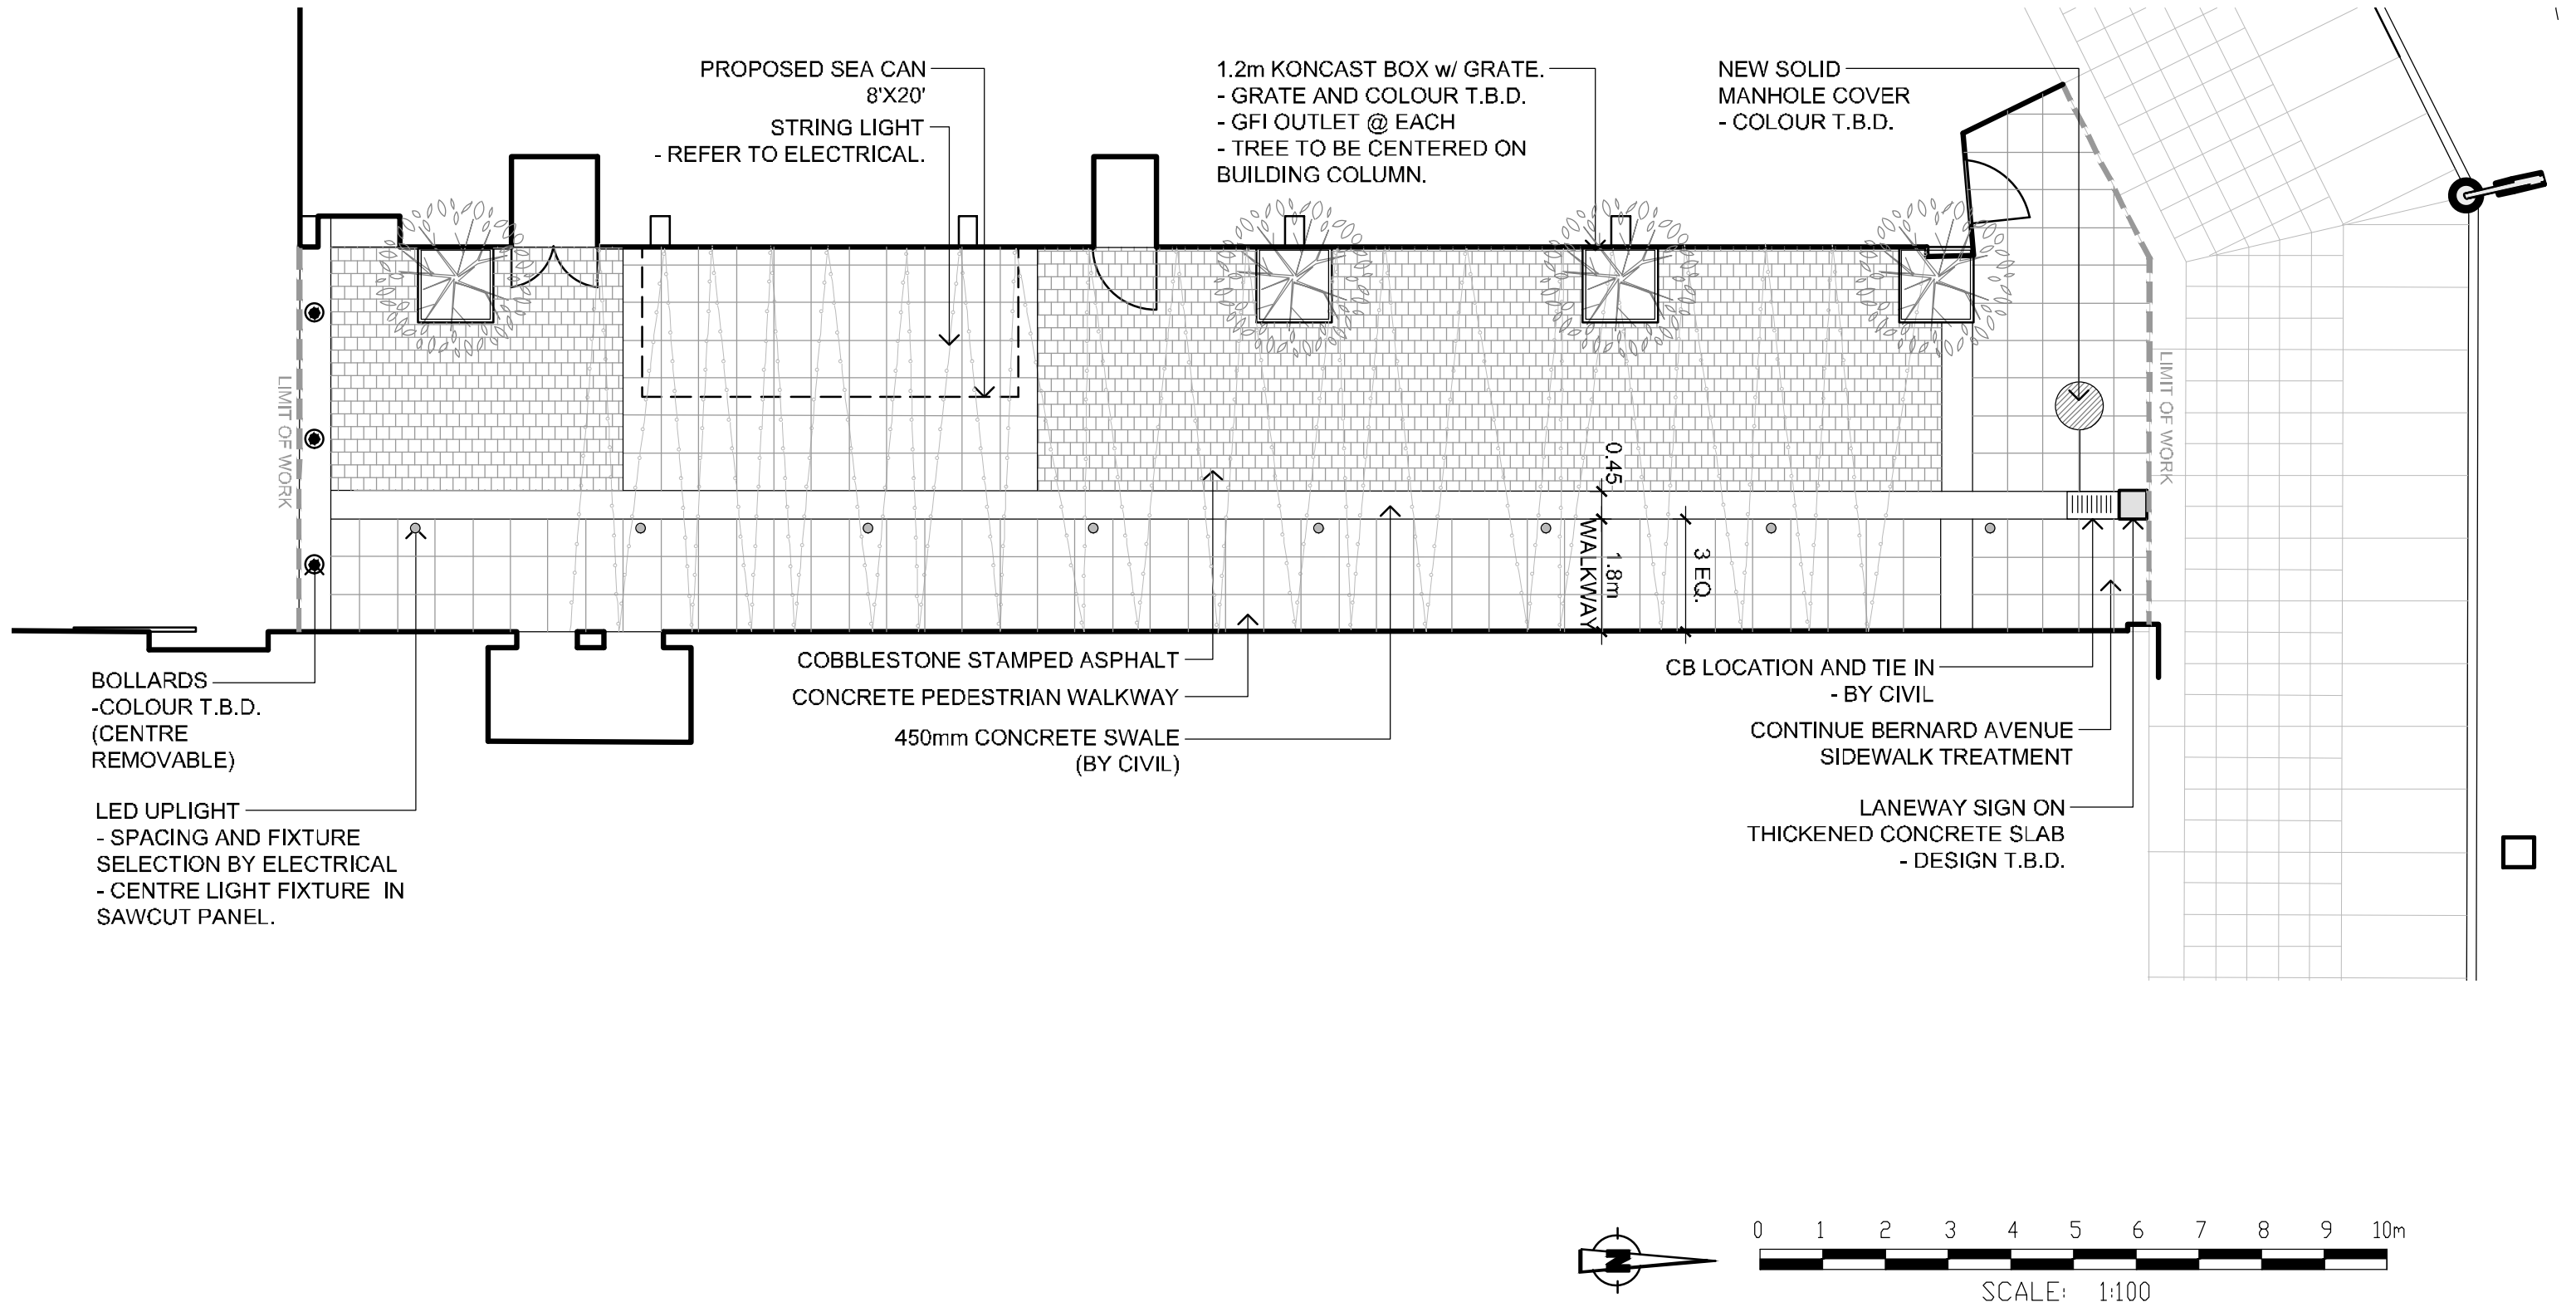 PROPOSED SEA CAN
8'X20'
STRING LIGHT
- REFER TO ELECTRICAL.
1.2m KONCAST BOX w/ GRATE.
- GRATE AND COLOUR T.B.D.
- GFI OUTLET @ EACH
- TREE TO BE CENTERED ON
BUILDING COLUMN.
NEW SOLID
MANHOLE COVER
- COLOUR T.B.D.
LIMIT OF WORK
LIMIT OF WORK
0.45
1.8m
WALKWAY
3 EQ.
BOLLARDS
-COLOUR T.B.D.
(CENTRE
REMOVABLE)
LED UPLIGHT
- SPACING AND FIXTURE
SELECTION BY ELECTRICAL
- CENTRE LIGHT FIXTURE IN
SAWCUT PANEL.
COBBLESTONE STAMPED ASPHALT
CONCRETE PEDESTRIAN WALKWAY
450mm CONCRETE SWALE
(BY CIVIL)
CB LOCATION AND TIE IN
- BY CIVIL
CONTINUE BERNARD AVENUE
SIDEWALK TREATMENT
LANEWAY SIGN ON
THICKENED CONCRETE SLAB
- DESIGN T.B.D.
N
0 1 2 3 4 5 6 7 8 9 10m
SCALE: 1:100